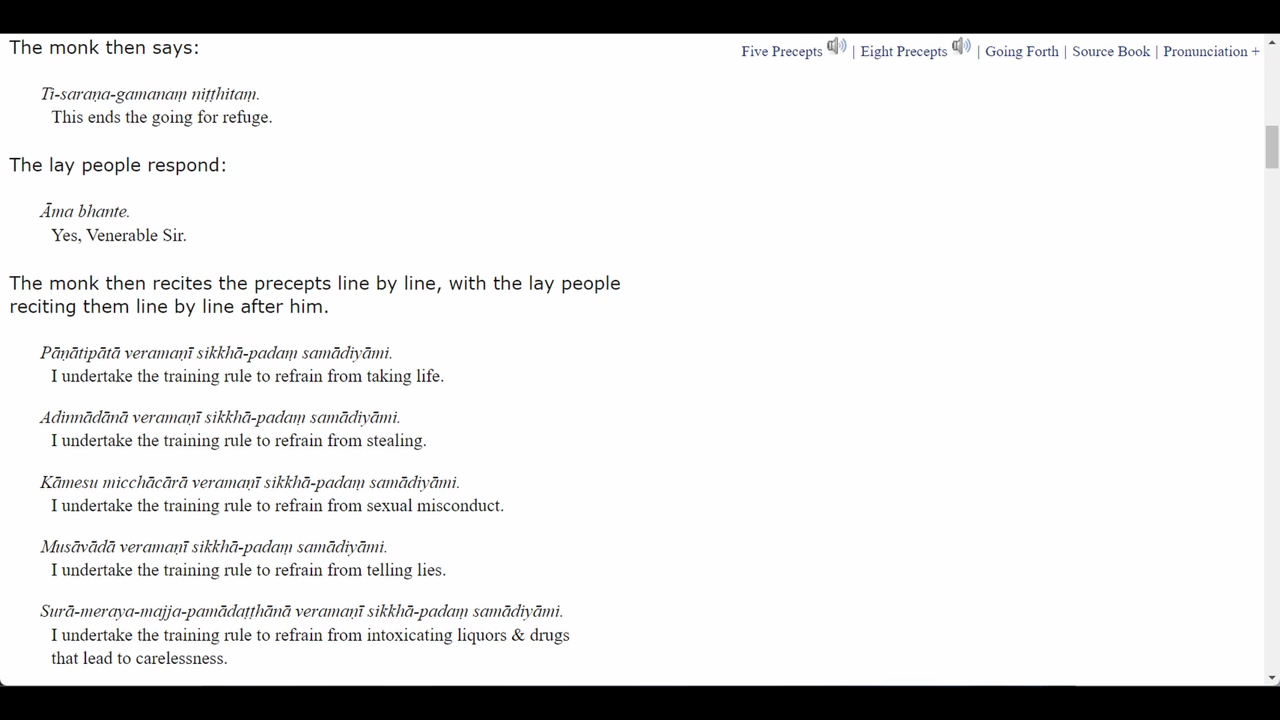 The monk then says:
Five Precepts | Eight Precepts | Going Forth | Source Book | Pronunciation +
Ti-saraṇa-gamanaṃ niṭṭhitaṃ.
This ends the going for refuge.
The lay people respond:
Āma bhante.
Yes, Venerable Sir.
The monk then recites the precepts line by line, with the lay people
reciting them line by line after him.
Pāṇātipātā veramaṇī sikkhā-padaṃ samādiyāmi.
I undertake the training rule to refrain from taking life.
Adinnādānā veramaṇī sikkhā-padaṃ samādiyāmi.
I undertake the training rule to refrain from stealing.
Kāmesu micchācārā veramaṇī sikkhā-padaṃ samādiyāmi.
I undertake the training rule to refrain from sexual misconduct.
Musāvādā veramaṇī sikkhā-padaṃ samādiyāmi.
I undertake the training rule to refrain from telling lies.
Surā-meraya-majja-pamādaṭṭhānā veramaṇī sikkhā-padaṃ samādiyāmi.
I undertake the training rule to refrain from intoxicating liquors & drugs
that lead to carelessness.